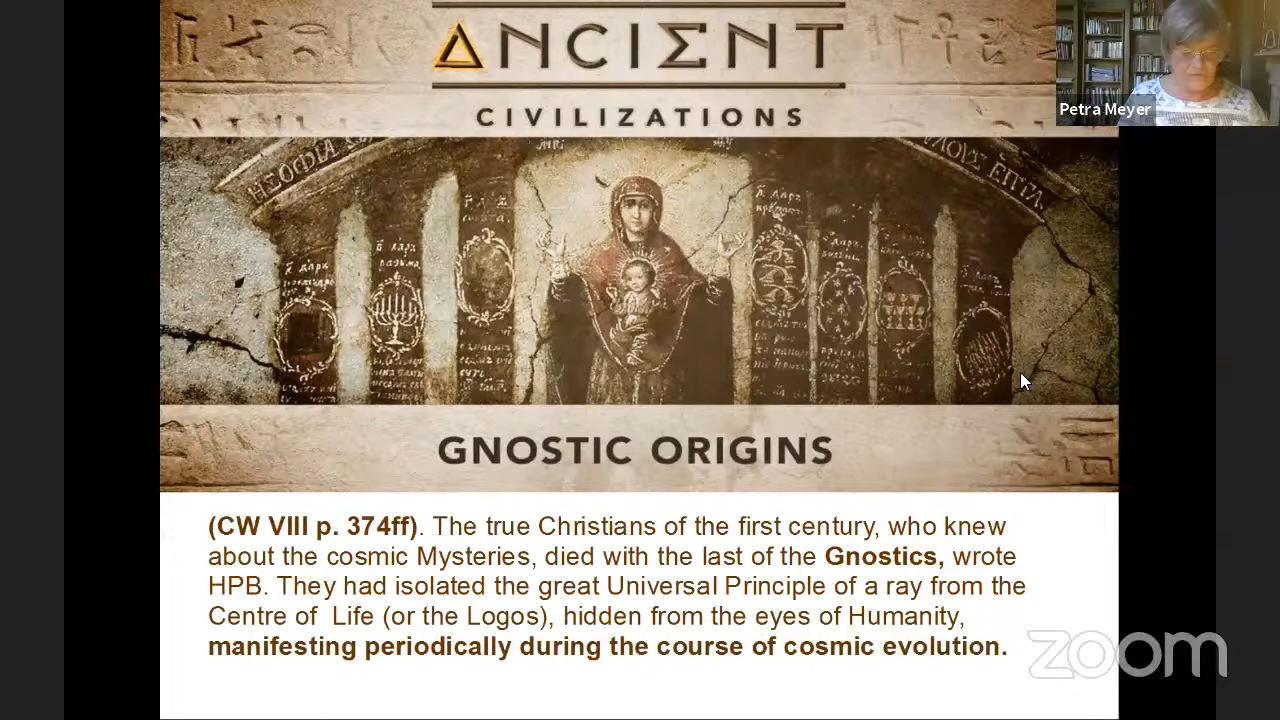 ANCIENT
Petra Meyer
CIVILIZATIONS
ΗΣΟΦΙΑ
GNOSTIC ORIGINS
(CW VIII p. 374ff). The true Christians of the first century, who knew
about the cosmic Mysteries, died with the last of the Gnostics, wrote
HPB. They had isolated the great Universal Principle of a ray from the
Centre of Life (or the Logos), hidden from the eyes of Humanity,
manifesting periodically during the course of cosmic evolution.
zoom